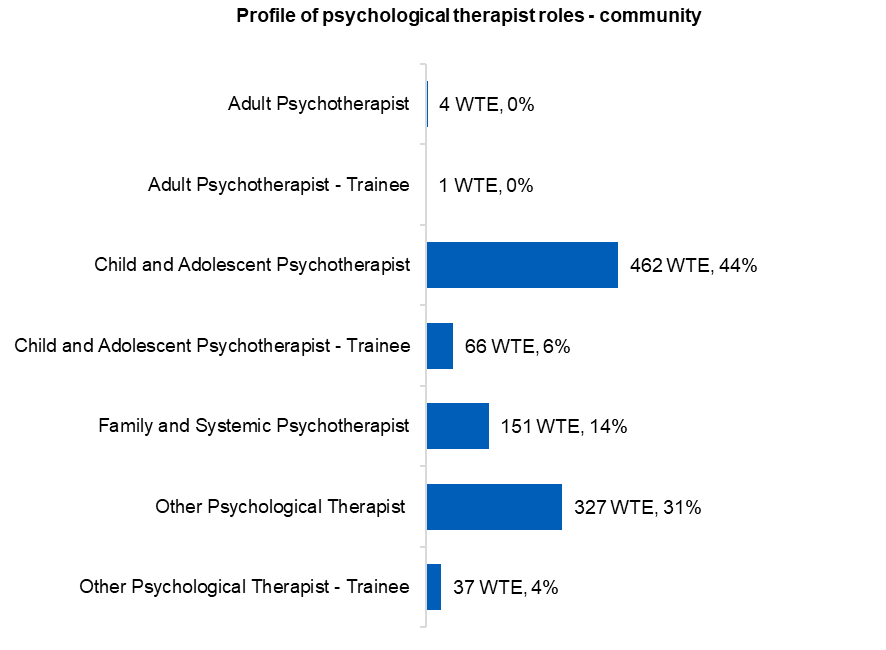 Profile of psychological therapist roles - community
Adult Psychotherapist 4 WTE, 0%
Adult Psychotherapist - Trainee 1 WTE, 0%
Child and Adolescent Psychotherapist 462 WTE, 44%
Child and Adolescent Psychotherapist - Trainee 66 WTE, 6%
Family and Systemic Psychotherapist 151 WTE, 14%
Other Psychological Therapist 327 WTE, 31%
Other Psychological Therapist - Trainee 37 WTE, 4%